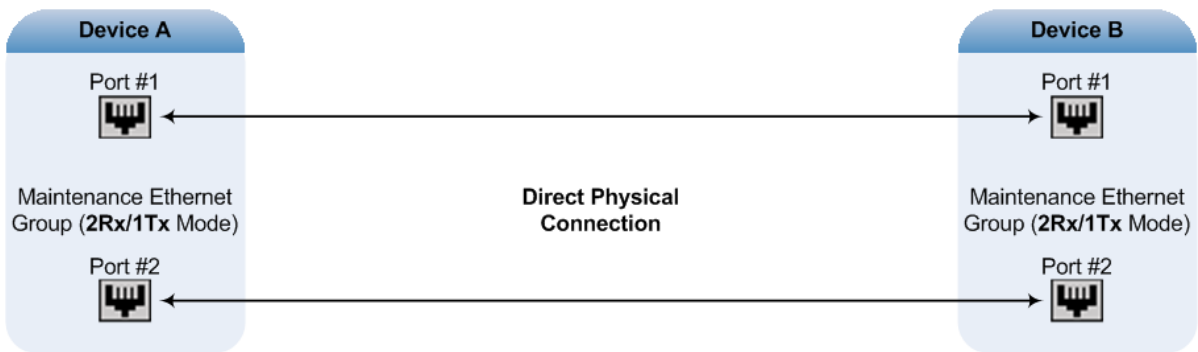 Device A
Port #1
Maintenance Ethernet
Group (2Rx/1Tx Mode)
Port #2
Direct Physical
Connection
Device B
Port #1
Maintenance Ethernet
Group (2Rx/1Tx Mode)
Port #2